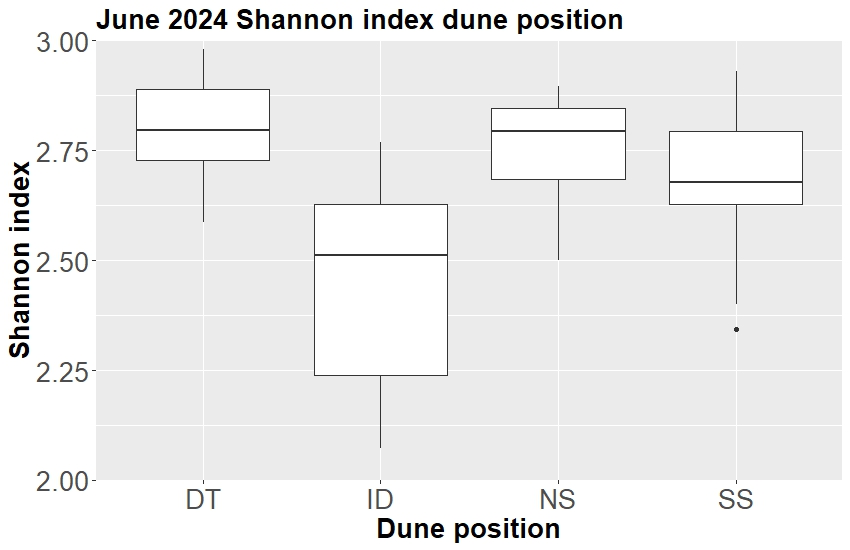 June 2024 Shannon index dune position
3.00
2.75
2.50
2.25
2.00
Shannon index
DT ID NS SS
Dune position